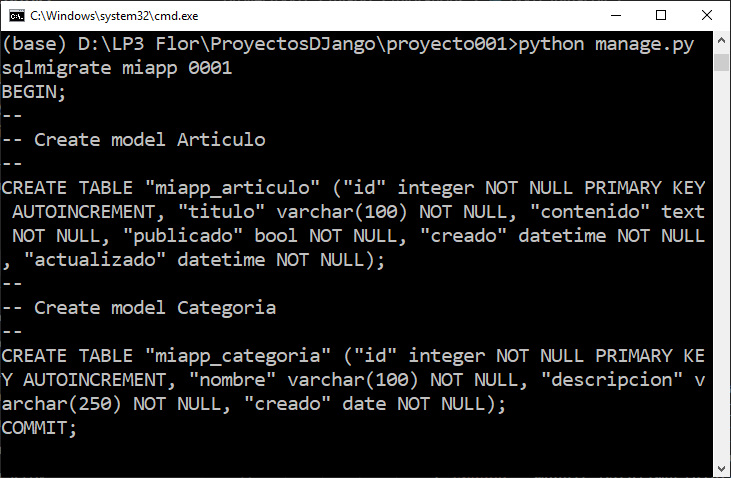 C:\Windows\system32\cmd.exe
(base) D:\LP3 Flor\ProyectosDJango\proyecto001>python manage.py
sqlmigrate miapp 0001
BEGIN;
--
-- Create model Articulo
--
CREATE TABLE "miapp_articulo" ("id" integer NOT NULL PRIMARY KEY
 AUTOINCREMENT, "titulo" varchar(100) NOT NULL, "contenido" text
 NOT NULL, "publicado" bool NOT NULL, "creado" datetime NOT NULL
, "actualizado" datetime NOT NULL);
--
-- Create model Categoria
--
CREATE TABLE "miapp_categoria" ("id" integer NOT NULL PRIMARY KE
Y AUTOINCREMENT, "nombre" varchar(100) NOT NULL, "descripcion" v
archar(250) NOT NULL, "creado" date NOT NULL);
COMMIT;